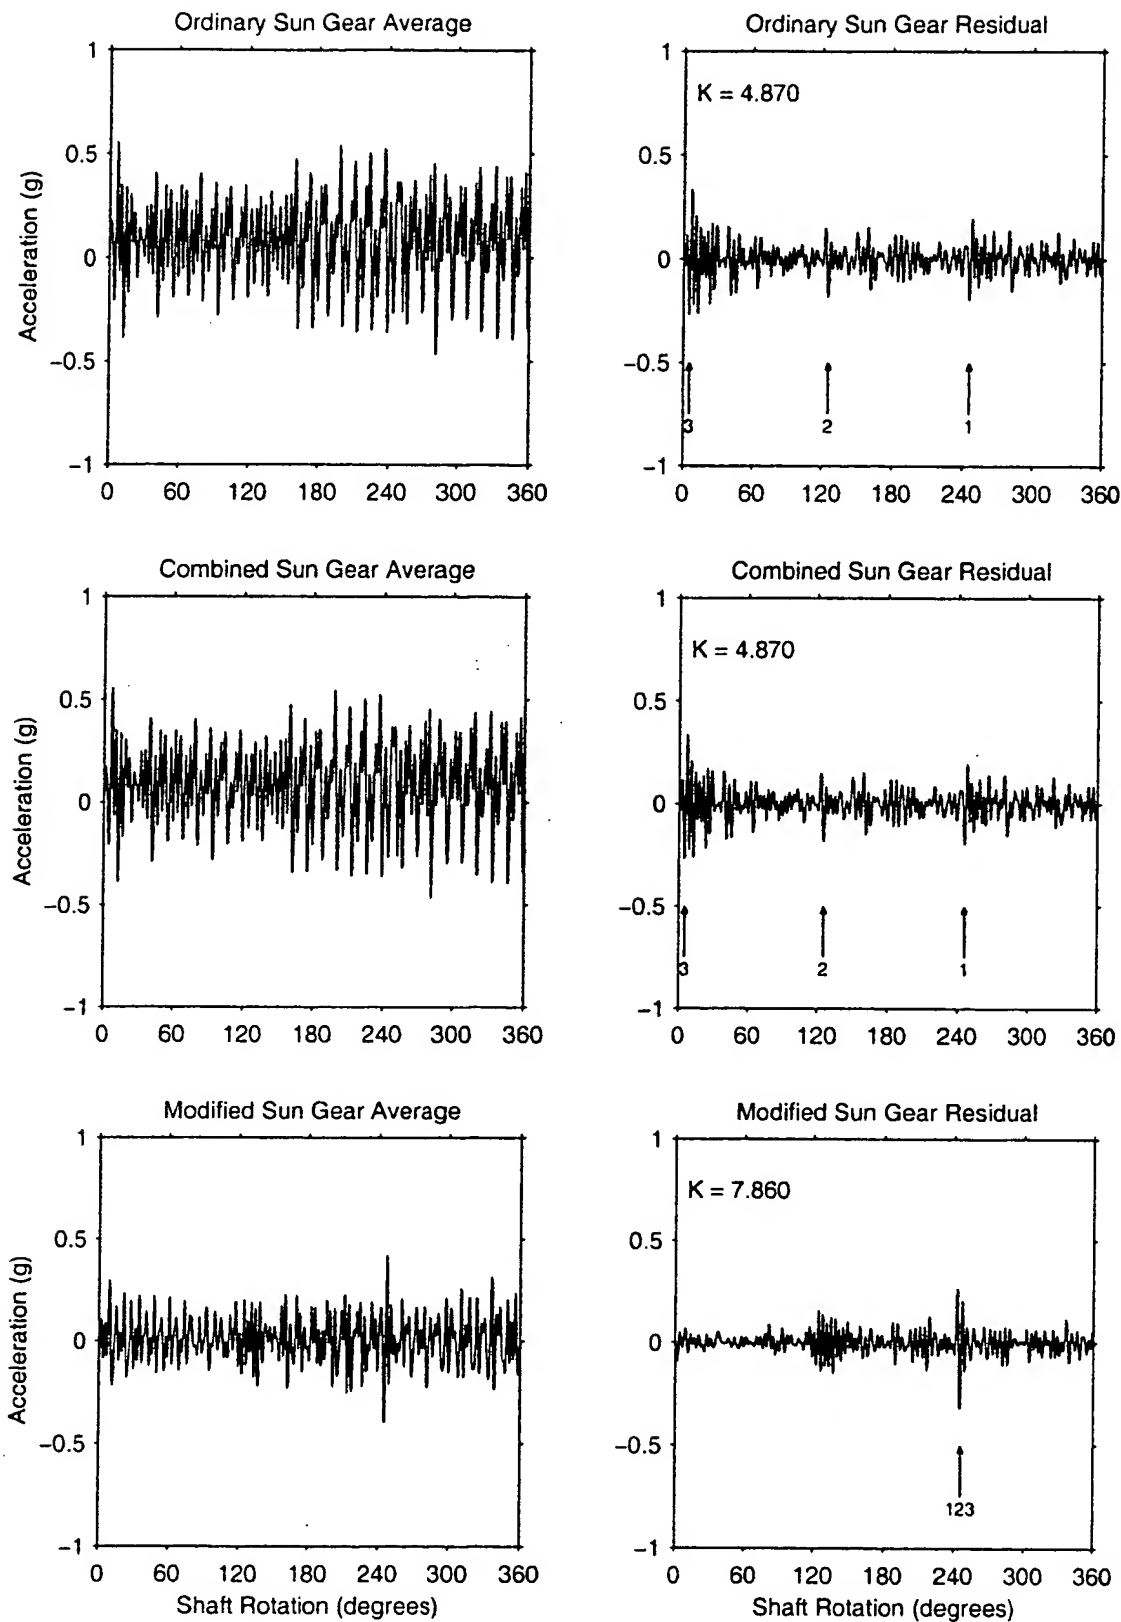 Ordinary Sun Gear Average
Ordinary Sun Gear Residual
1
0.5
0
−0.5
−1
Acceleration (g)
0 60 120 180 240 300 360
1
0.5
0
−0.5
−1
K = 4.870
3 2 1
0 60 120 180 240 300 360
Combined Sun Gear Average
Combined Sun Gear Residual
1
0.5
0
−0.5
−1
Acceleration (g)
0 60 120 180 240 300 360
1
0.5
0
−0.5
−1
K = 4.870
3 2 1
0 60 120 180 240 300 360
Modified Sun Gear Average
Modified Sun Gear Residual
1
0.5
0
−0.5
−1
Acceleration (g)
0 60 120 180 240 300 360
Shaft Rotation (degrees)
1
0.5
0
−0.5
−1
K = 7.860
123
0 60 120 180 240 300 360
Shaft Rotation (degrees)